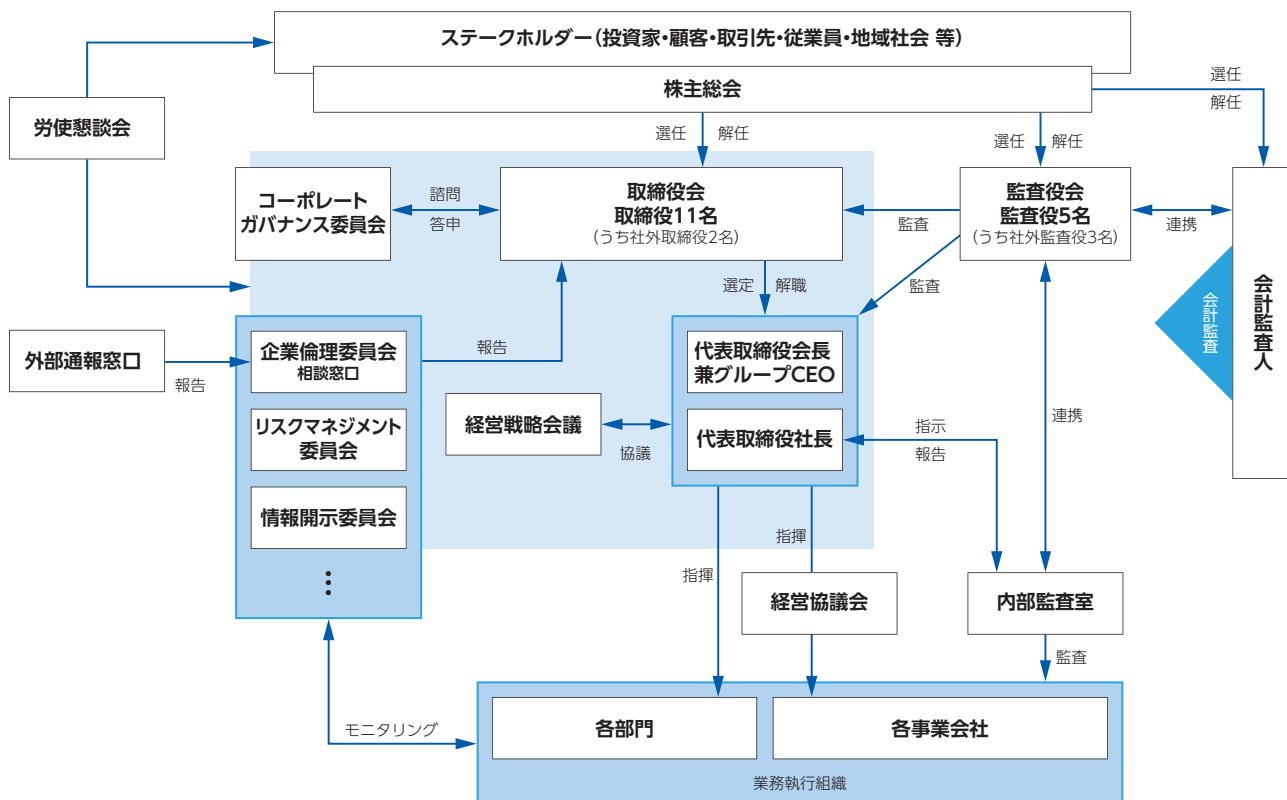 ステークホルダー（投資家・顧客・取引先・従業員・地域社会 等）
株主総会
労使懇談会
選任
解任
選任
解任
選任
解任
コーポレート
ガバナンス委員会
諮問
答申
取締役会
取締役11名
（うち社外取締役2名）
監査
監査役会
監査役5名
（うち社外監査役3名）
連携
会計監査人
会計監査
選定
解職
監査
外部通報窓口
報告
企業倫理委員会
相談窓口
報告
リスクマネジメント
委員会
情報開示委員会
⋮
経営戦略会議
協議
代表取締役会長
兼グループCEO
代表取締役社長
指示
報告
連携
指揮
指揮
経営協議会
内部監査室
監査
モニタリング
各部門
各事業会社
業務執行組織